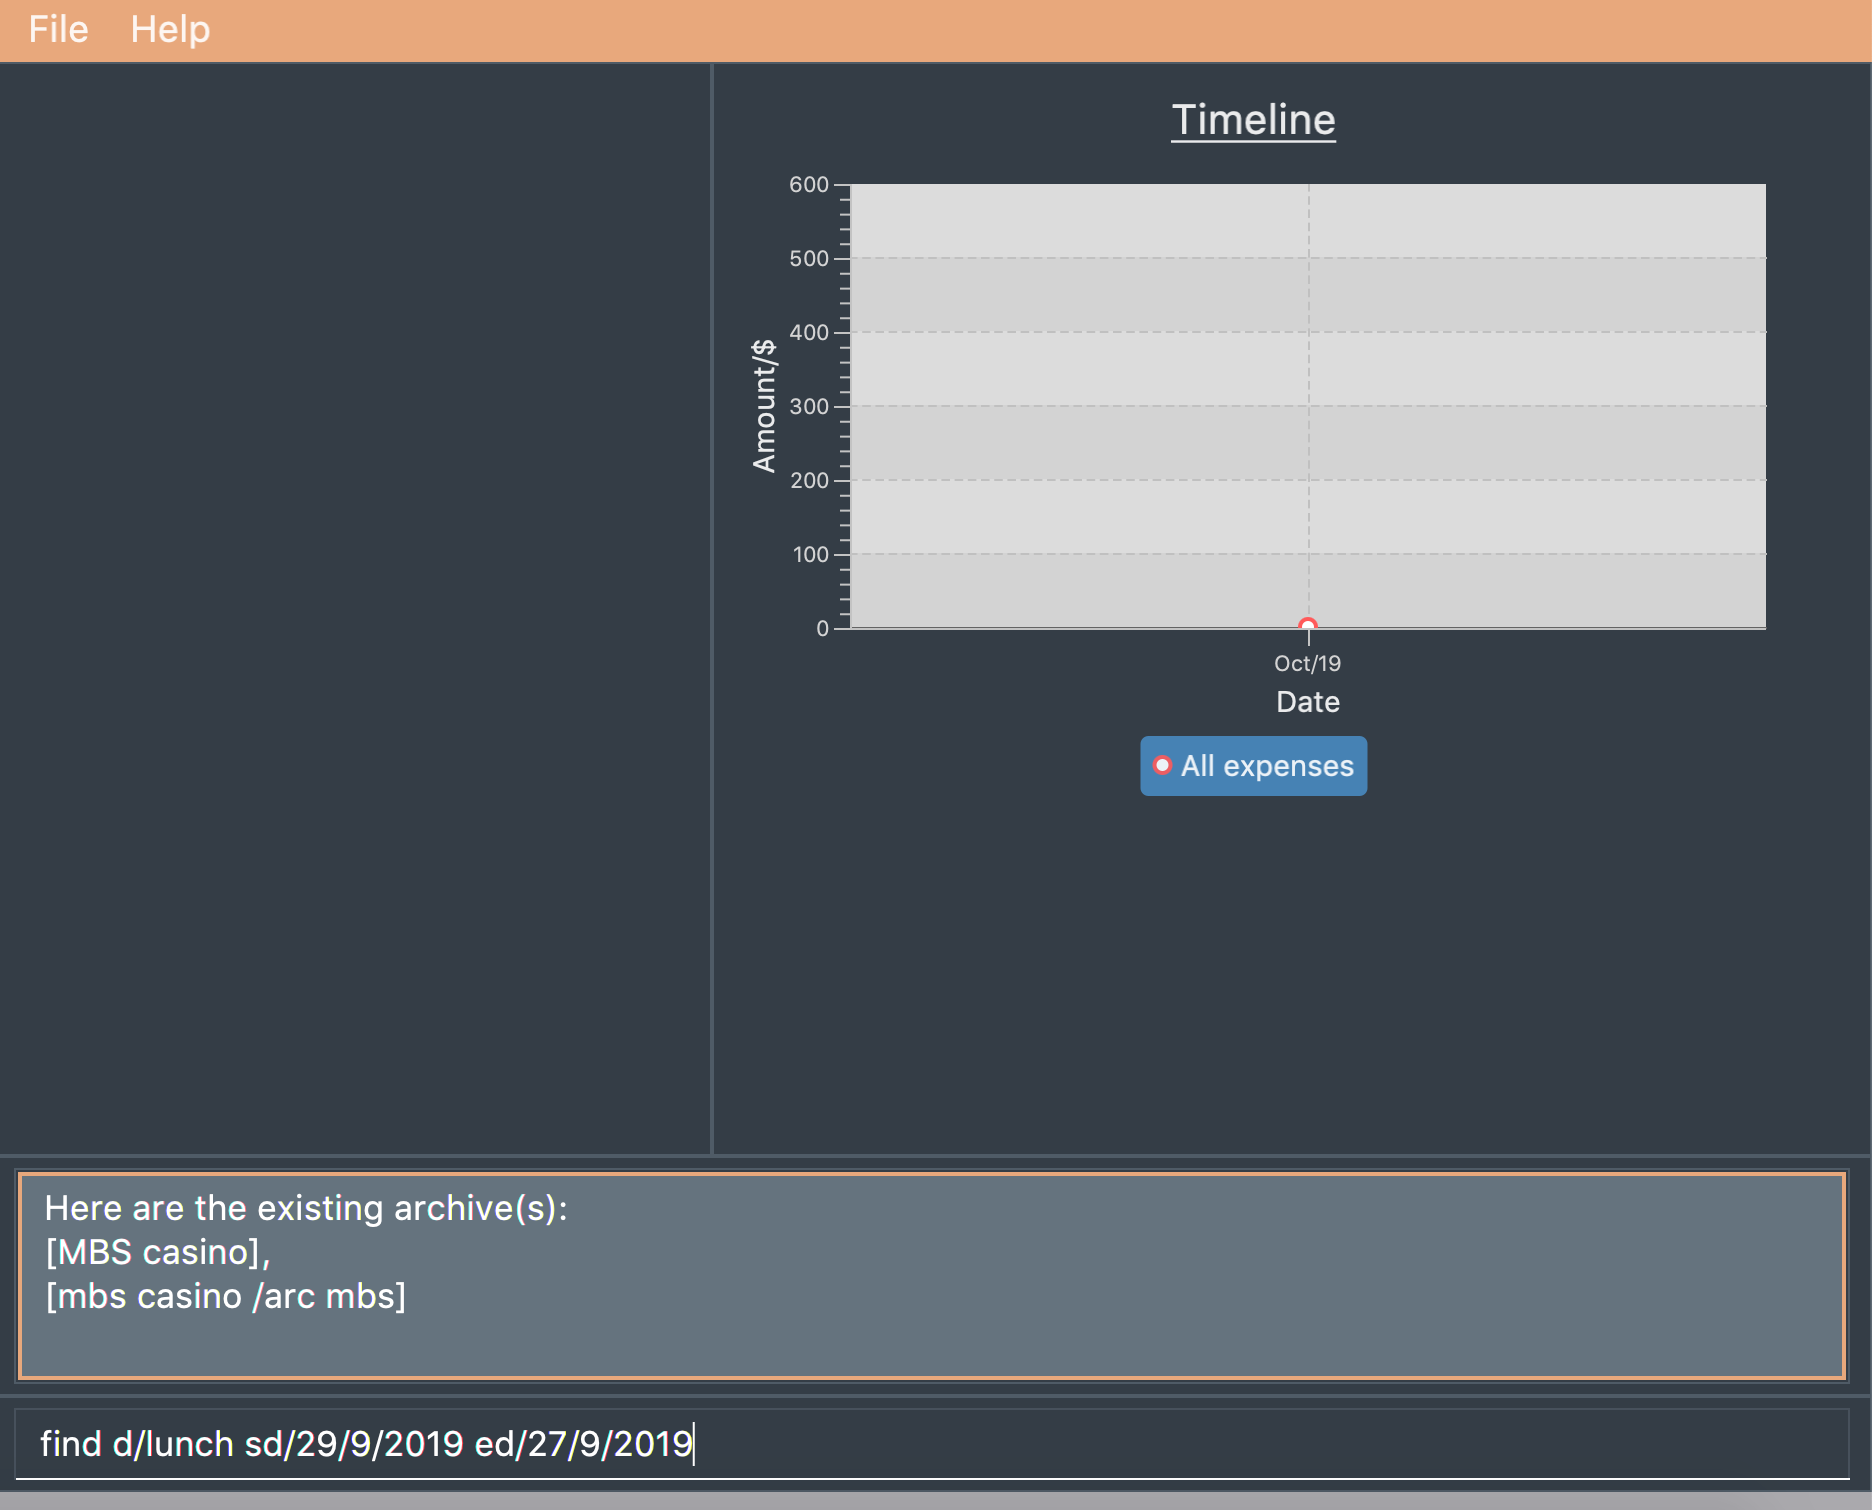 File Help
Timeline
Amount/$
600
500
400
300
200
100
0
Oct/19
Date
All expenses
Here are the existing archive(s):
[MBS casino],
[mbs casino /arc mbs]
find d/lunch sd/29/9/2019 ed/27/9/2019